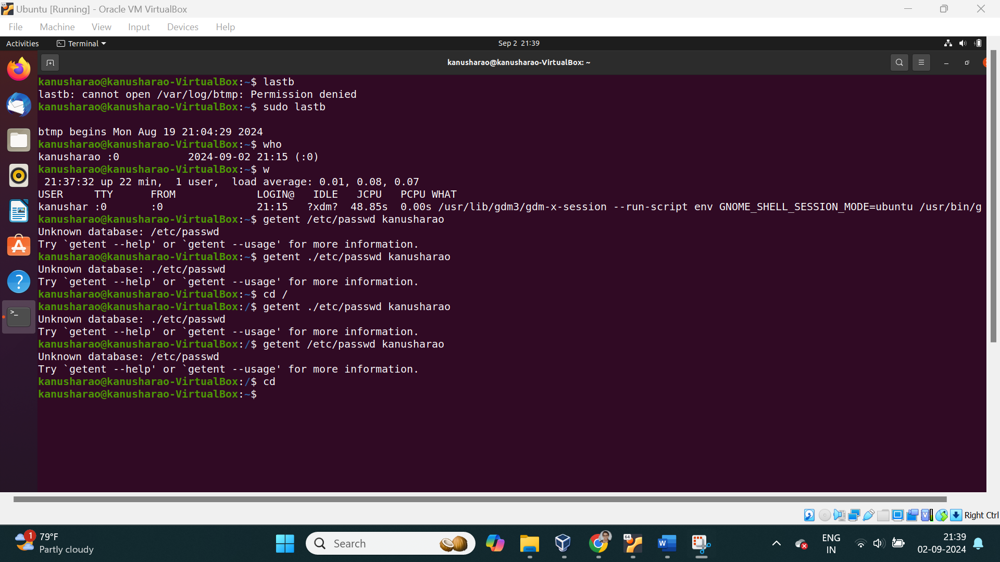 Ubuntu [Running] - Oracle VM VirtualBox
File Machine View Input Devices Help
Activities Terminal Sep 2 21:39
kanusharao@kanusharao-VirtualBox: ~
kanusharao@kanusharao-VirtualBox:~$ lastb
lastb: cannot open /var/log/btmp: Permission denied
kanusharao@kanusharao-VirtualBox:~$ sudo lastb
btmp begins Mon Aug 19 21:04:29 2024
kanusharao@kanusharao-VirtualBox:~$ who
kanusharao :0           2024-09-02 21:15 (:0)
kanusharao@kanusharao-VirtualBox:~$ w
 21:37:32 up 22 min,  1 user,  load average: 0.01, 0.08, 0.07
USER     TTY      FROM             LOGIN@   IDLE   JCPU   PCPU WHAT
kanushar :0       :0               21:15   ?xdm?  48.85s  0.00s /usr/lib/gdm3/gdm-x-session --run-script env GNOME_SHELL_SESSION_MODE=ubuntu /usr/bin/g
kanusharao@kanusharao-VirtualBox:~$ getent /etc/passwd kanusharao
Unknown database: /etc/passwd
Try `getent --help' or `getent --usage' for more information.
kanusharao@kanusharao-VirtualBox:~$ getent ./etc/passwd kanusharao
Unknown database: ./etc/passwd
Try `getent --help' or `getent --usage' for more information.
kanusharao@kanusharao-VirtualBox:~$ cd /
kanusharao@kanusharao-VirtualBox:/$ getent ./etc/passwd kanusharao
Unknown database: ./etc/passwd
Try `getent --help' or `getent --usage' for more information.
kanusharao@kanusharao-VirtualBox:/$ getent /etc/passwd kanusharao
Unknown database: /etc/passwd
Try `getent --help' or `getent --usage' for more information.
kanusharao@kanusharao-VirtualBox:/$ cd
kanusharao@kanusharao-VirtualBox:~$
Right Ctrl
1
79°F
Partly cloudy
Search
64
W
ENG
IN
21:39
02-09-2024